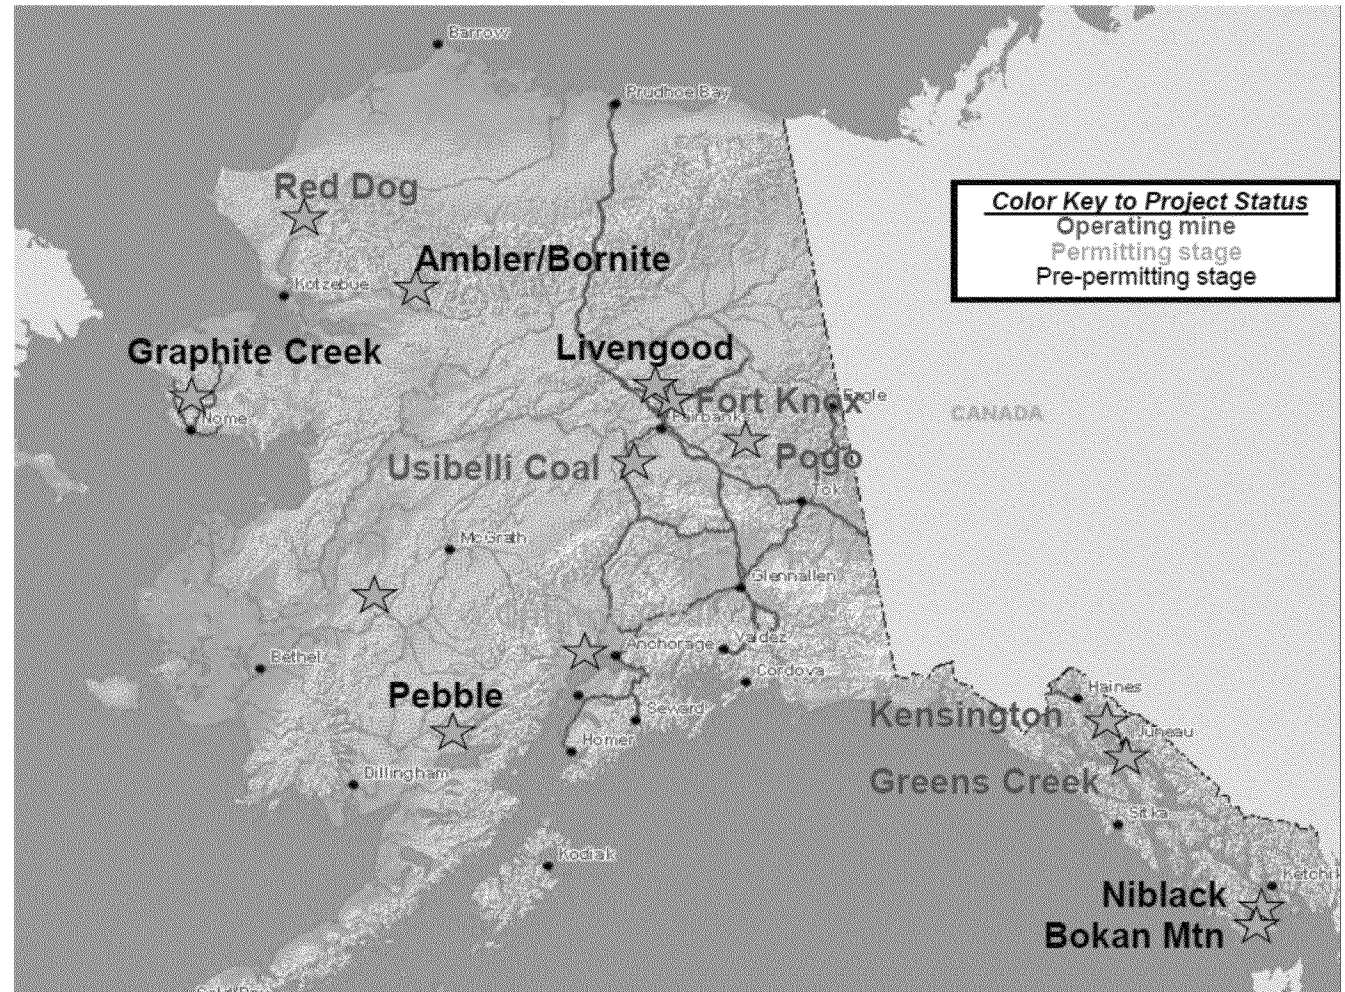 Barrow
Prudhoe Bay
Red Dog
Color Key to Project Status
Operating mine
Permitting stage
Pre-permitting stage
Ambler/Bornite
Kotzebue
Graphite Creek
Livengood
Fort Knox
Eagle
CANADA
Nome
Fairbank
Pogo
Usibelli Coal
Tok
McGrath
Glennallen
Anchorage
Valdez
Bethel
Cordova
Pebble
Haines
Seward
Kensington
Juneau
Homer
Dillingham
Greens Creek
Sitka
Kodiak
Ketchik
Niblack
Bokan Mtn